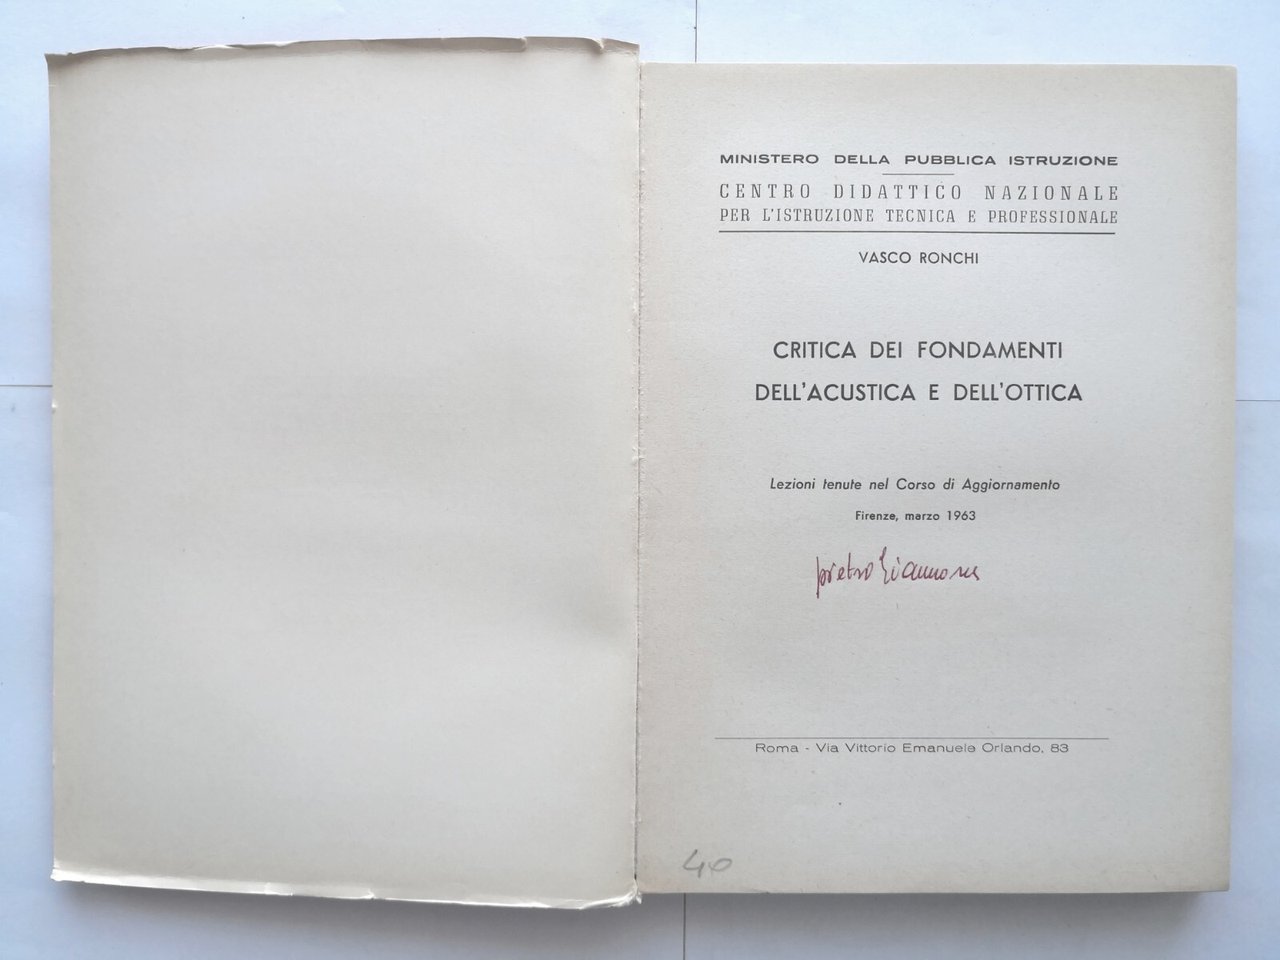 MINISTERO DELLA PUBBLICA ISTRUZIONE
CENTRO DIDATTICO NAZIONALE
PER L'ISTRUZIONE TECNICA E PROFESSIONALE
VASCO RONCHI
CRITICA DEI FONDAMENTI
DELL'ACUSTICA E DELL'OTTICA
Lezioni tenute nel Corso di Aggiornamento
Firenze, marzo 1963
pietro
Roma - Via Vittorio Emanuele Orlando, 83
40